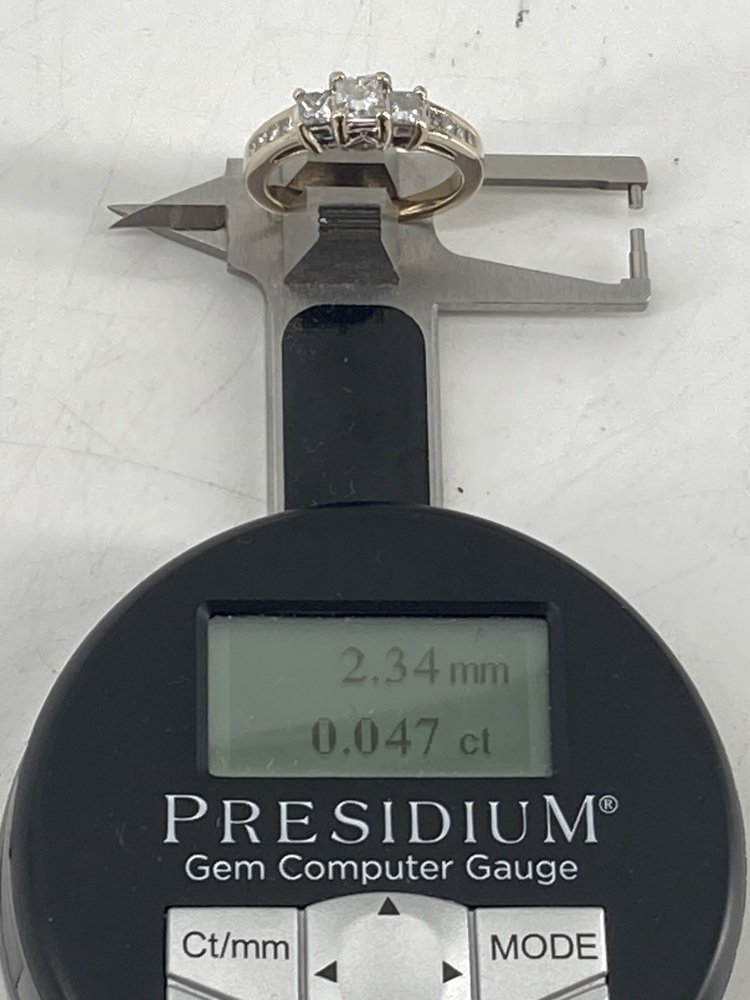 2.34 mm
0.047 ct
PRESIDIUM®
Gem Computer Gauge
Ct/mm
MODE